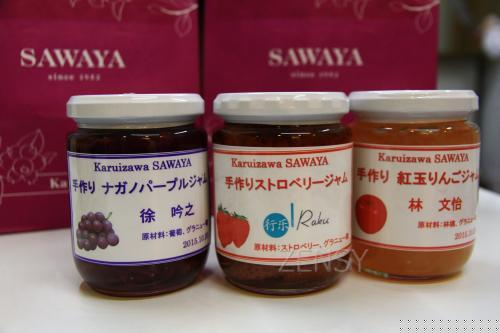 SAWAYA
since 1952
SAWAYA
since 1952
Karuizawa SAWAYA
手作り ナガノパープルジャム
徐 吟之
原材料:葡萄、グラニュー糖
Karuizawa SAWAYA
手作りストロベリージャム
行乐 Raku
原材料:ストロベリー、グラニュー糖
Karuizawa SAWAYA
手作り 紅玉りんごジャム
林 文怡
原材料:林檎、グラニュー糖
ZENSY